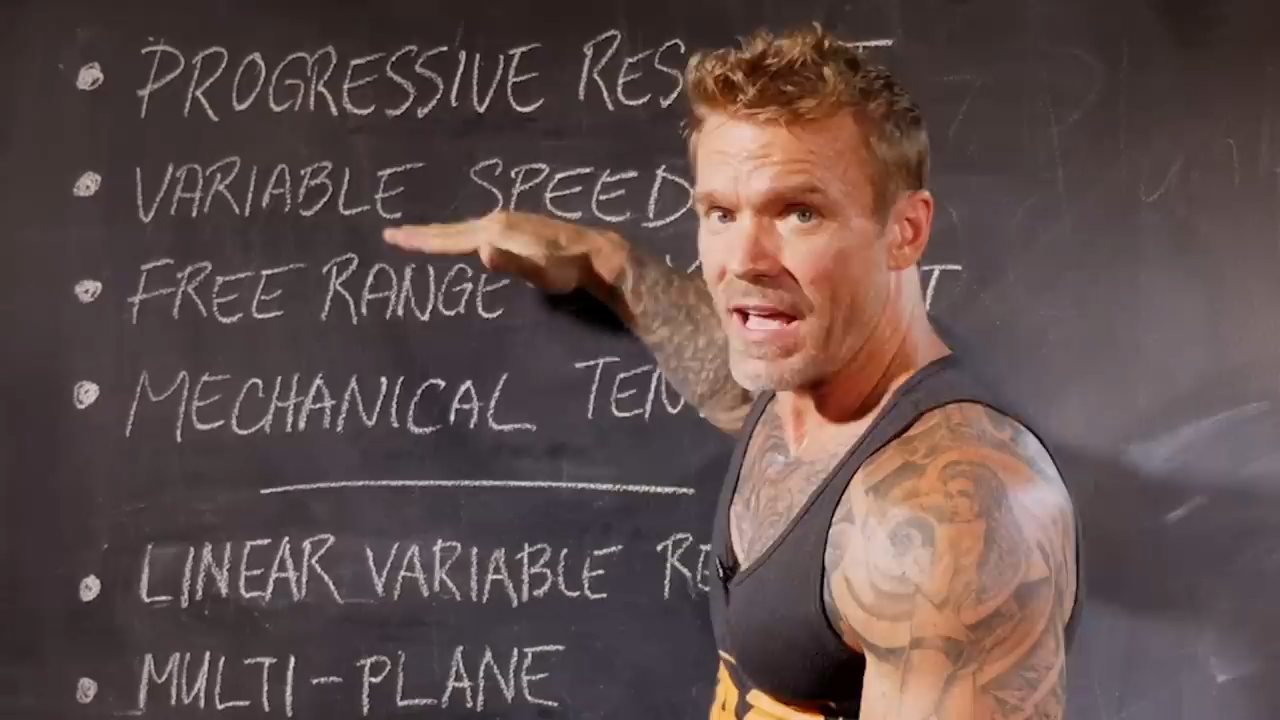 • PROGRESSIVE RES T
• VARIABLE SPEED
• FREE RANGE T
• MECHANICAL TEN
• LINEAR VARIABLE RE
• MULTI-PLANE